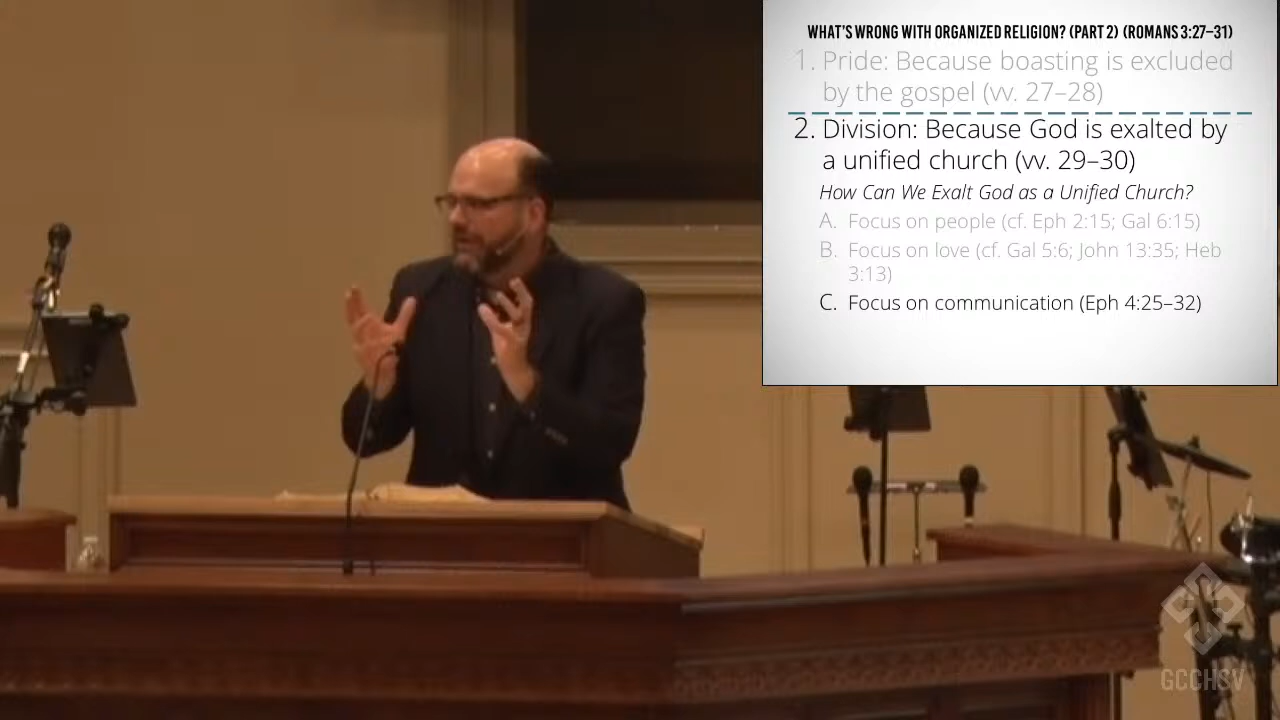 WHAT'S WRONG WITH ORGANIZED RELIGION? (PART 2) (ROMANS 3:27–31)
1. Pride: Because boasting is excluded
by the gospel (vv. 27–28)
2. Division: Because God is exalted by
a unified church (vv. 29–30)
How Can We Exalt God as a Unified Church?
A. Focus on people (cf. Eph 2:15; Gal 6:15)
B. Focus on love (cf. Gal 5:6; John 13:35; Heb
3:13)
C. Focus on communication (Eph 4:25–32)
GCCHSV